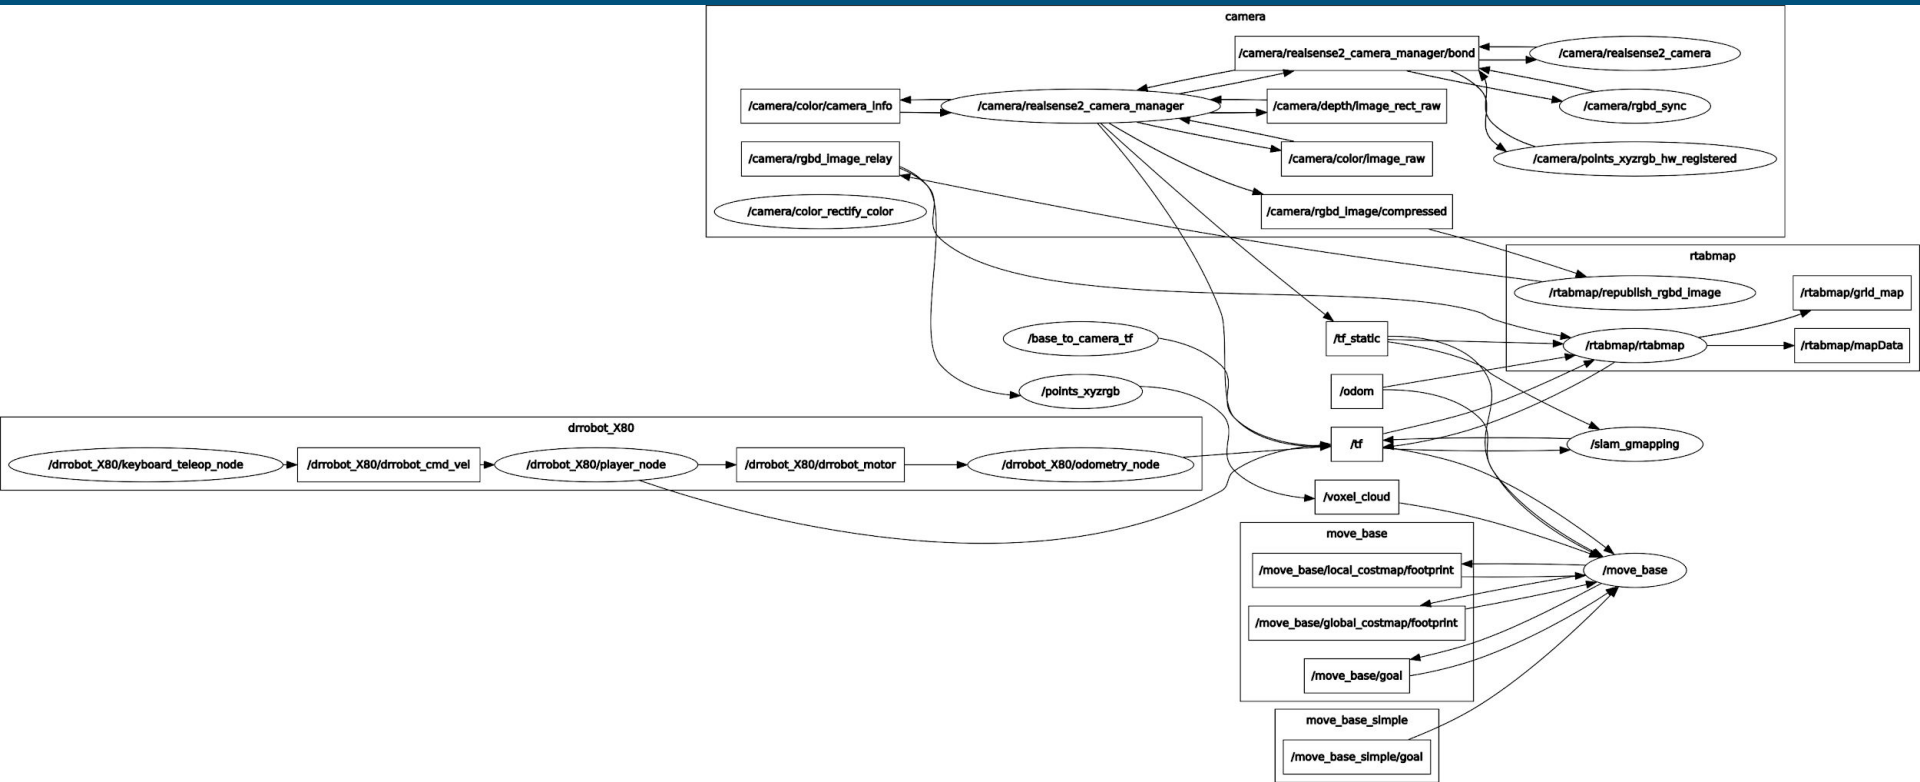 camera
/camera/realsense2_camera_manager/bond
/camera/realsense2_camera
/camera/color/camera_info
/camera/realsense2_camera_manager
/camera/depth/image_rect_raw
/camera/rgbd_sync
/camera/rgbd_image_relay
/camera/color/image_raw
/camera/points_xyzrgb_hw_registered
/camera/color_rectify_color
/camera/rgbd_image/compressed
rtabmap
/rtabmap/republish_rgbd_image
/rtabmap/grid_map
/base_to_camera_tf
/tf_static
/rtabmap/rtabmap
/rtabmap/mapData
/points_xyzrgb
/odom
drrobot_X80
/tf
/slam_gmapping
/drrobot_X80/keyboard_teleop_node
/drrobot_X80/drrobot_cmd_vel
/drrobot_X80/player_node
/drrobot_X80/drrobot_motor
/drrobot_X80/odometry_node
/voxel_cloud
move_base
/move_base/local_costmap/footprint
/move_base
/move_base/global_costmap/footprint
/move_base/goal
move_base_simple
/move_base_simple/goal